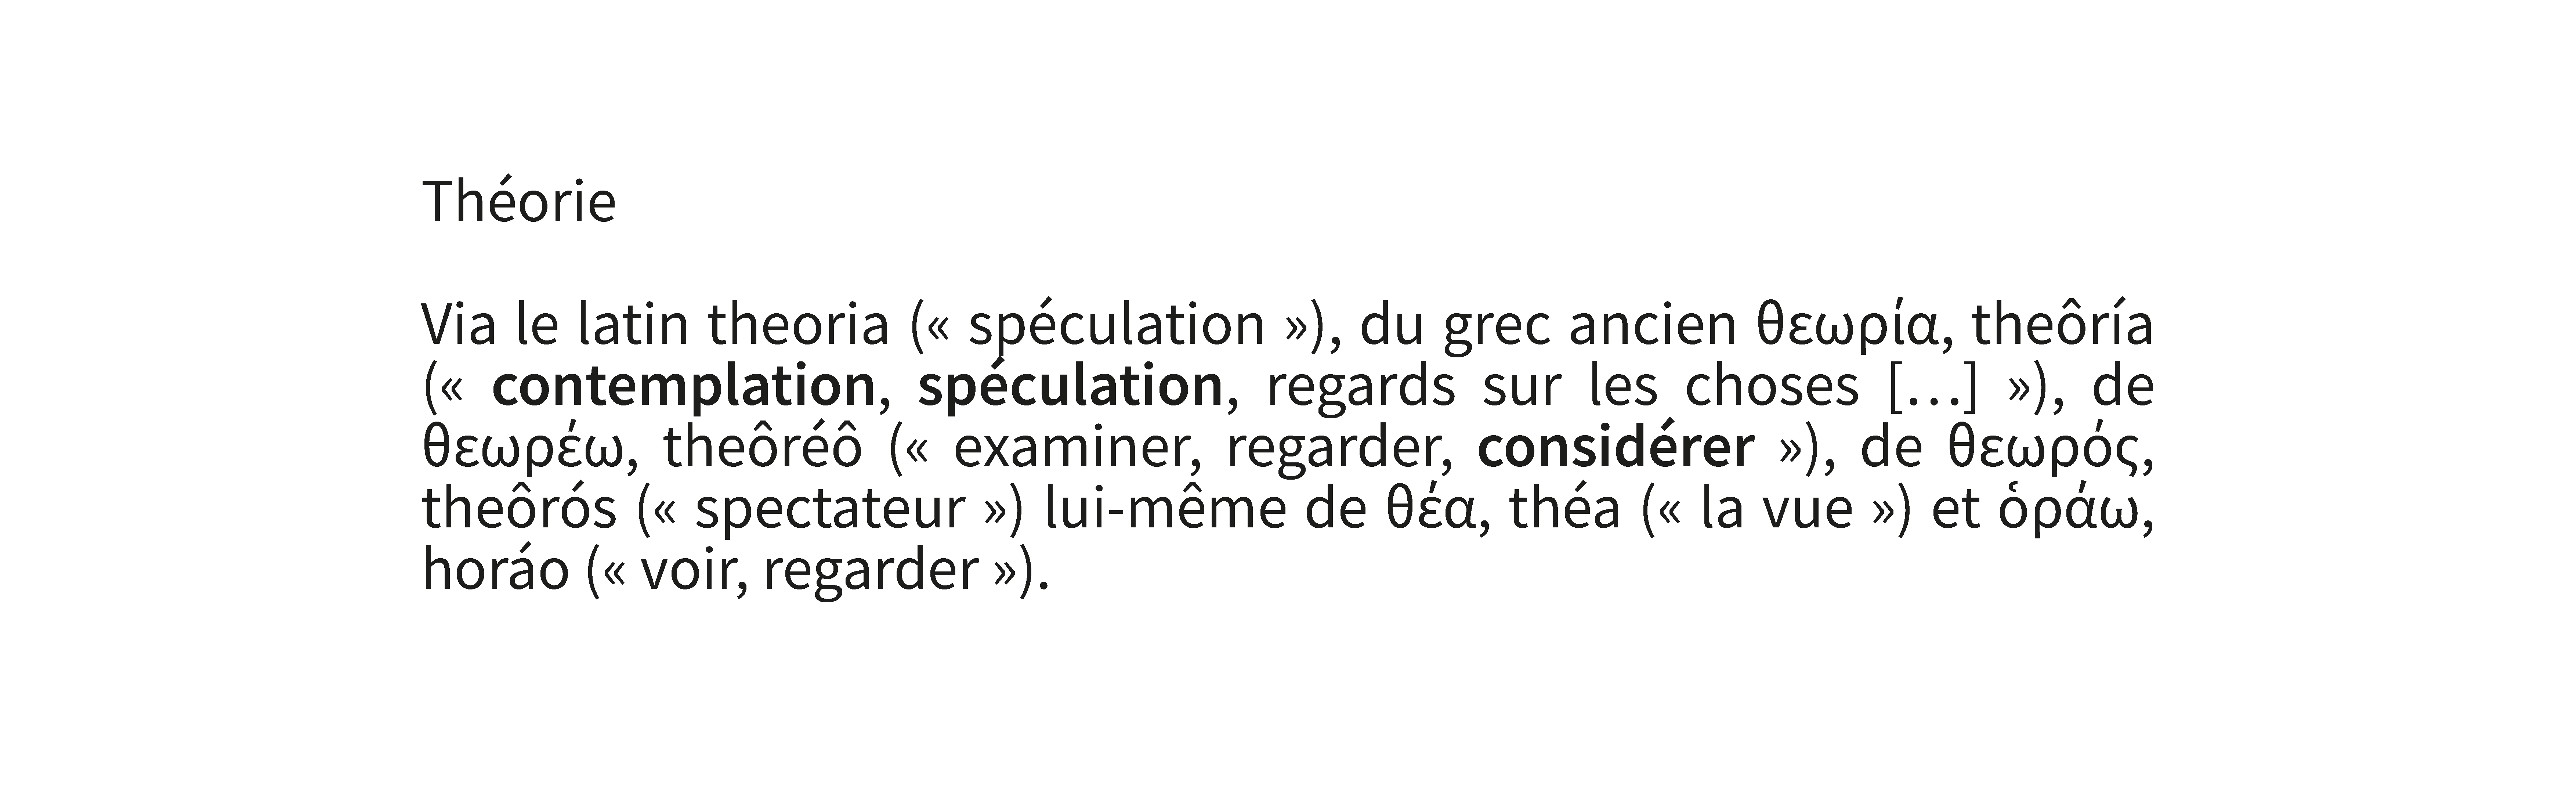 Théorie
Via le latin theoria (« spéculation »), du grec ancien θεωρία, theôría
(« contemplation, spéculation, regards sur les choses […] »), de
θεωρέω, theôréô (« examiner, regarder, considérer »), de θεωρός,
theôrós (« spectateur ») lui-même de θέα, théa (« la vue ») et ὁράω,
horáo (« voir, regarder »).